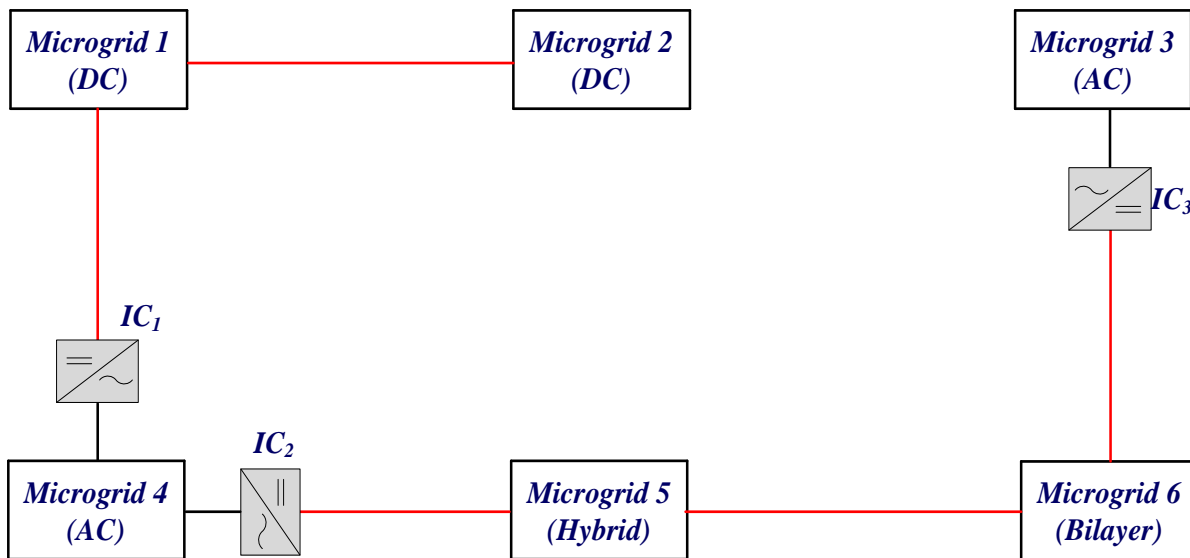 Microgrid 1
(DC)
Microgrid 2
(DC)
Microgrid 3
(AC)
IC3
IC1
IC2
Microgrid 4
(AC)
Microgrid 5
(Hybrid)
Microgrid 6
(Bilayer)